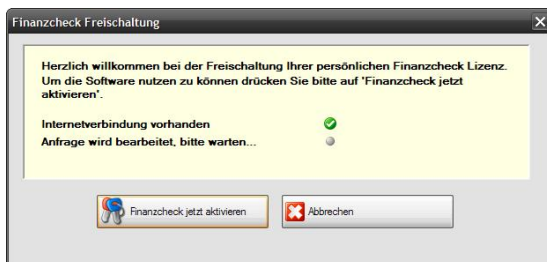 Finanzcheck Freischaltung
Herzlich willkommen bei der Freischaltung Ihrer persönlichen Finanzcheck Lizenz.
Um die Software nutzen zu können drücken Sie bitte auf 'Finanzcheck jetzt
aktivieren'.
Internetverbindung vorhanden
Anfrage wird bearbeitet, bitte warten...
Finanzcheck jetzt aktivieren
Abbrechen